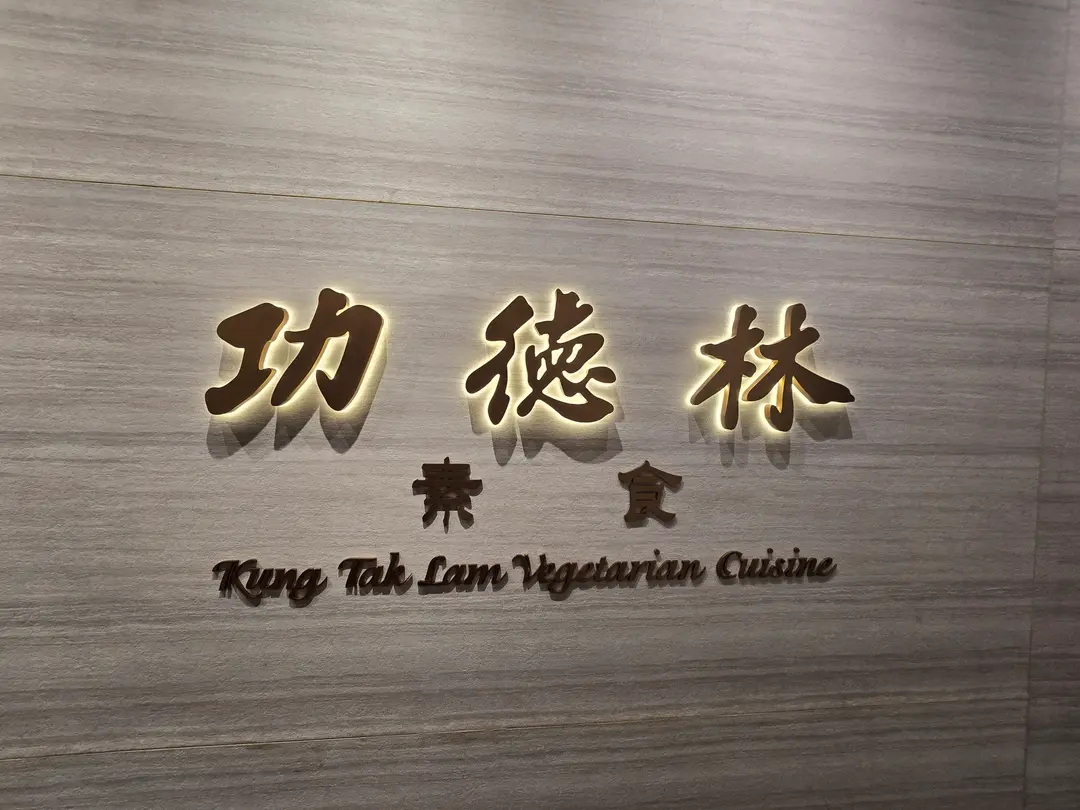 功德林
素食
Kung Tak Lam Vegetarian Cuisine